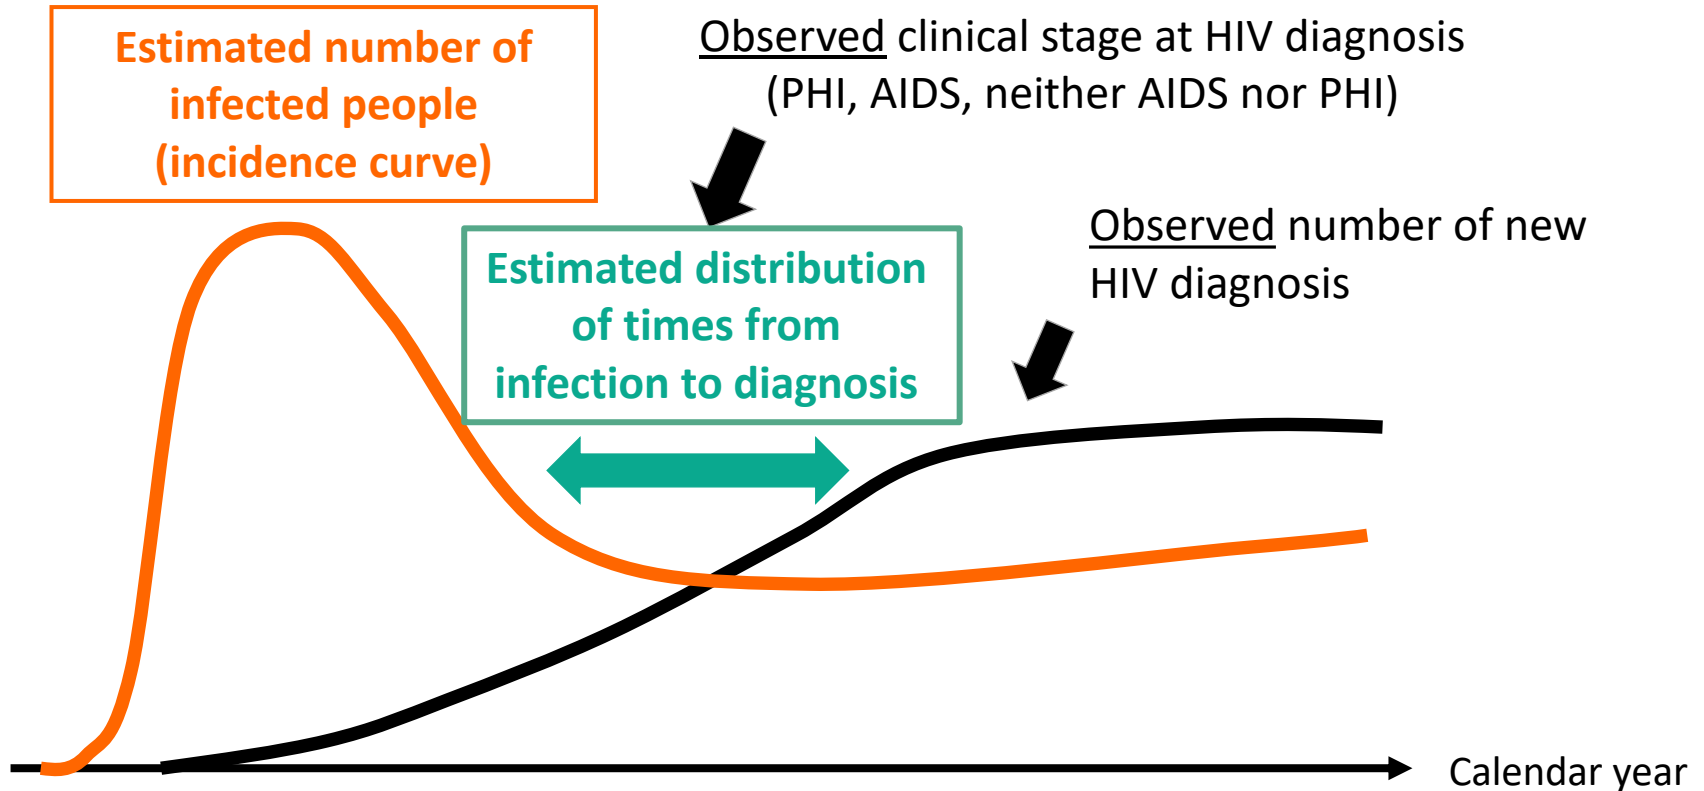 Estimated number of
infected people
(incidence curve)
Observed clinical stage at HIV diagnosis
(PHI, AIDS, neither AIDS nor PHI)
Estimated distribution
of times from
infection to diagnosis
Observed number of new
HIV diagnosis
Calendar year